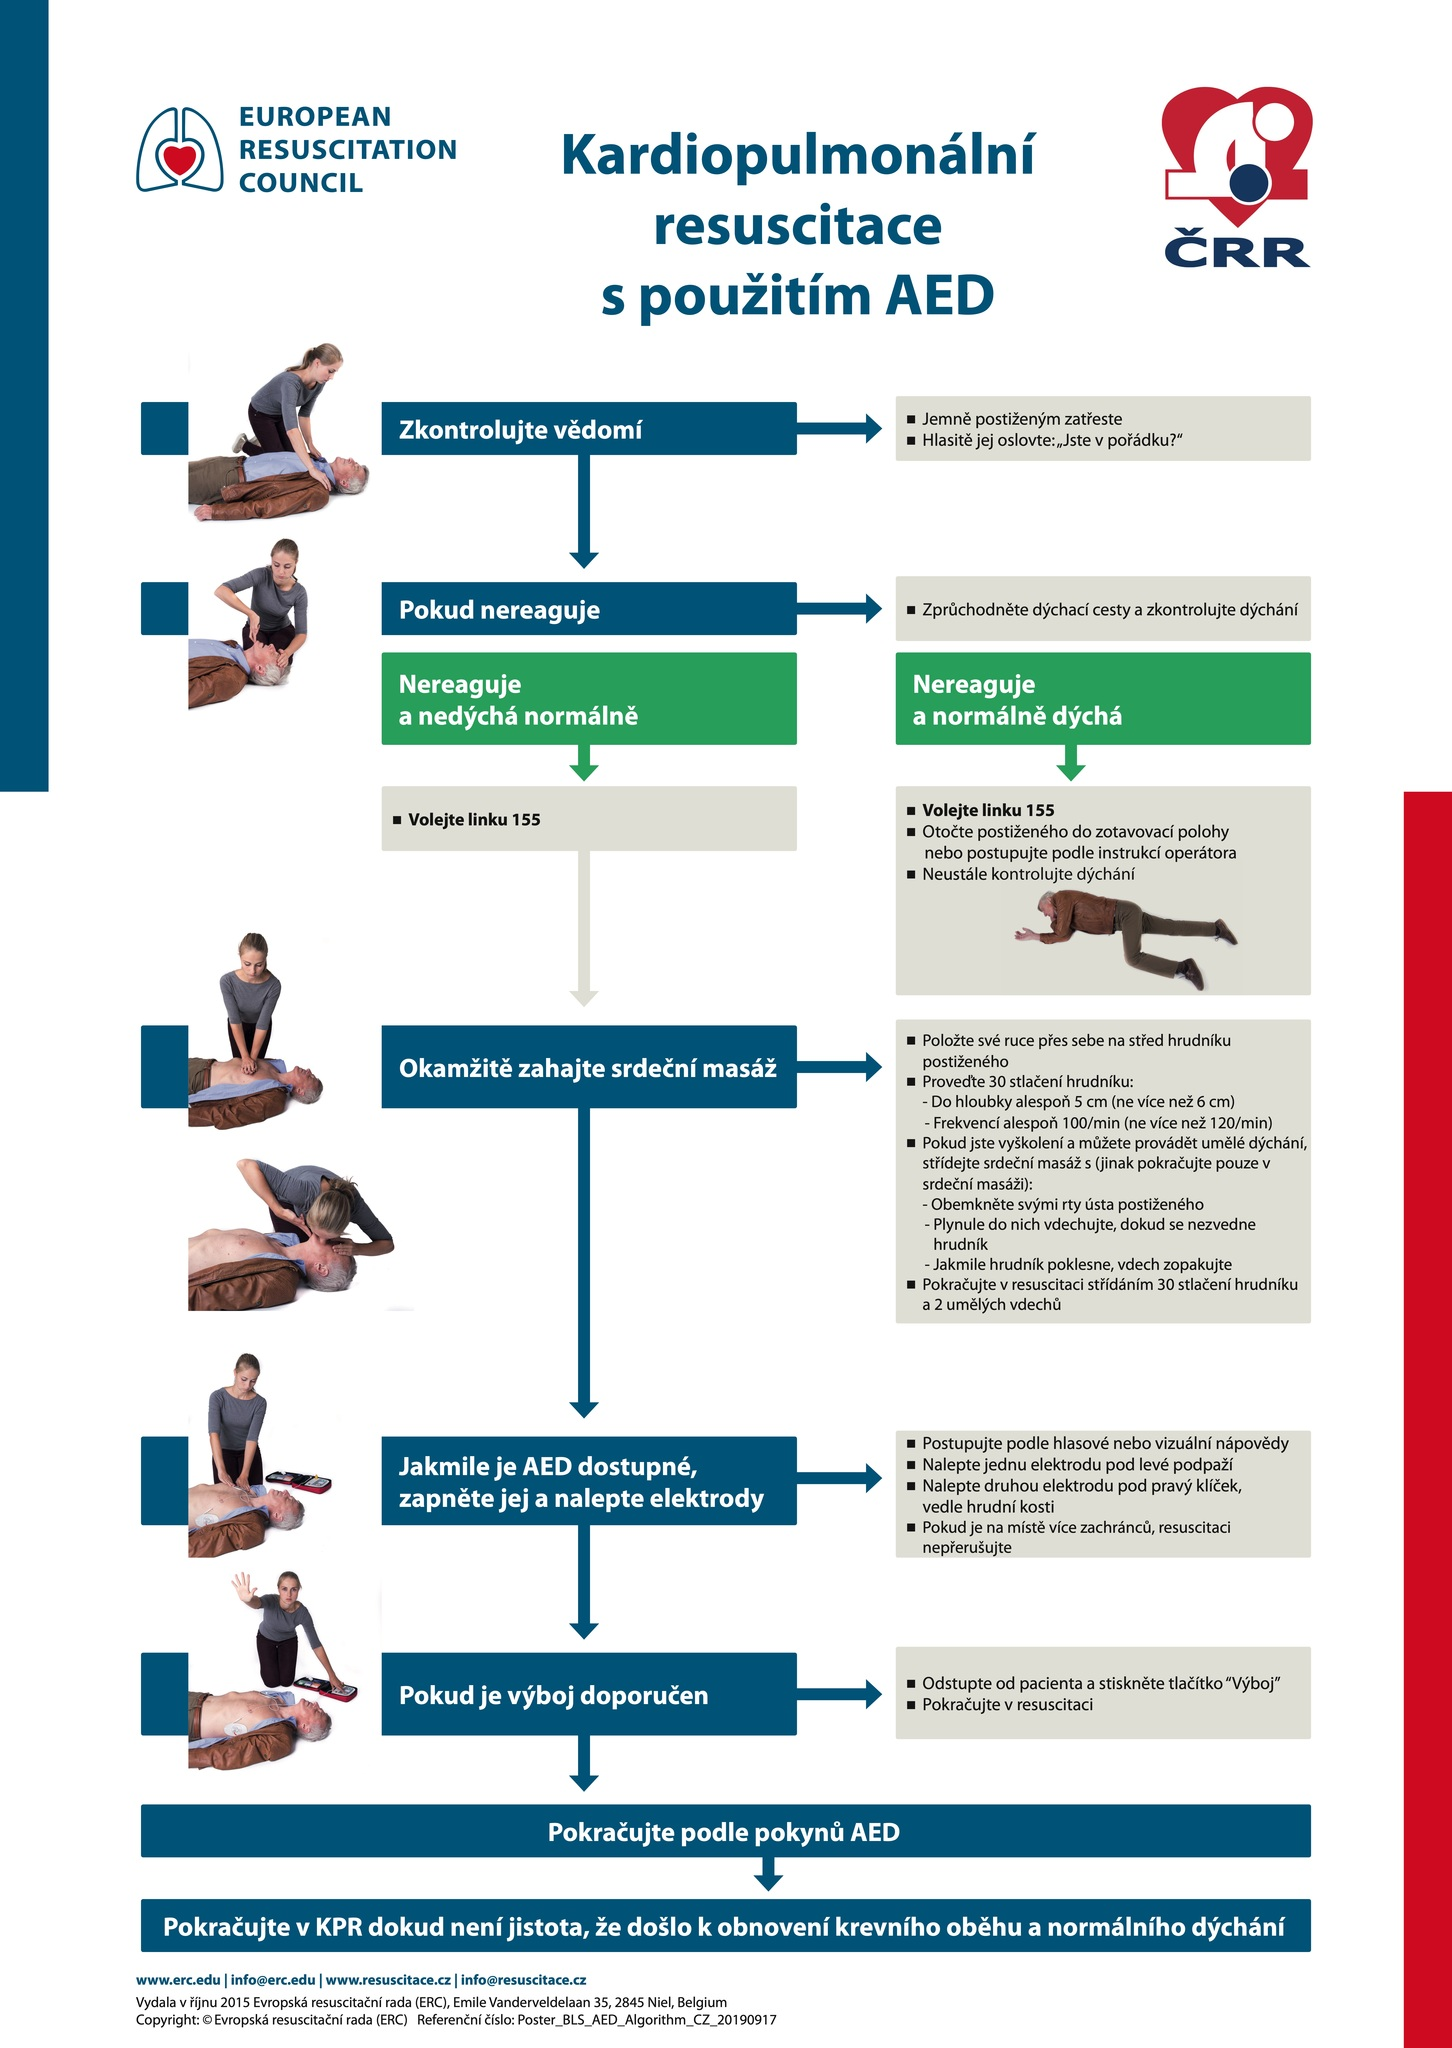 EUROPEAN
RESUSCITATION
COUNCIL
Kardiopulmonální
resuscitace
s použitím AED
ČRR
Zkontrolujte vědomí
■ Jemně postiženým zatřeste
■ Hlasitě jej oslovte: „Jste v pořádku?“
Pokud nereaguje
■ Zprůchodněte dýchací cesty a zkontrolujte dýchání
Nereaguje
a nedýchá normálně
Nereaguje
a normálně dýchá
■ Volejte linku 155
■ Volejte linku 155
■ Otočte postiženého do zotavovací polohy
nebo postupujte podle instrukcí operátora
■ Neustále kontrolujte dýchání
Okamžitě zahajte srdeční masáž
■ Položte své ruce přes sebe na střed hrudníku
postiženého
■ Proveďte 30 stlačení hrudníku:
- Do hloubky alespoň 5 cm (ne více než 6 cm)
- Frekvencí alespoň 100/min (ne více než 120/min)
■ Pokud jste vyškolení a můžete provádět umělé dýchání,
střídejte srdeční masáž s (jinak pokračujte pouze v
srdeční masáži):
- Obemkněte svými rty ústa postiženého
- Plynule do nich vdechujte, dokud se nezvedne
hrudník
- Jakmile hrudník poklesne, vdech zopakujte
■ Pokračujte v resuscitaci střídáním 30 stlačení hrudníku
a 2 umělých vdechů
Jakmile je AED dostupné,
zapněte jej a nalepte elektrody
■ Postupujte podle hlasové nebo vizuální nápovědy
■ Nalepte jednu elektrodu pod levé podpaží
■ Nalepte druhou elektrodu pod pravý klíček,
vedle hrudní kosti
■ Pokud je na místě více zachránců, resuscitaci
nepřerušujte
Pokud je výboj doporučen
■ Odstupte od pacienta a stiskněte tlačítko “Výboj”
■ Pokračujte v resuscitaci
Pokračujte podle pokynů AED
Pokračujte v KPR dokud není jistota, že došlo k obnovení krevního oběhu a normálního dýchání
www.erc.edu | info@erc.edu | www.resuscitace.cz | info@resuscitace.cz
Vydala v říjnu 2015 Evropská resuscitační rada (ERC), Emile Vanderveldelaan 35, 2845 Niel, Belgium
Copyright: © Evropská resuscitační rada (ERC) Referenční číslo: Poster_BLS_AED_Algorithm_CZ_20190917